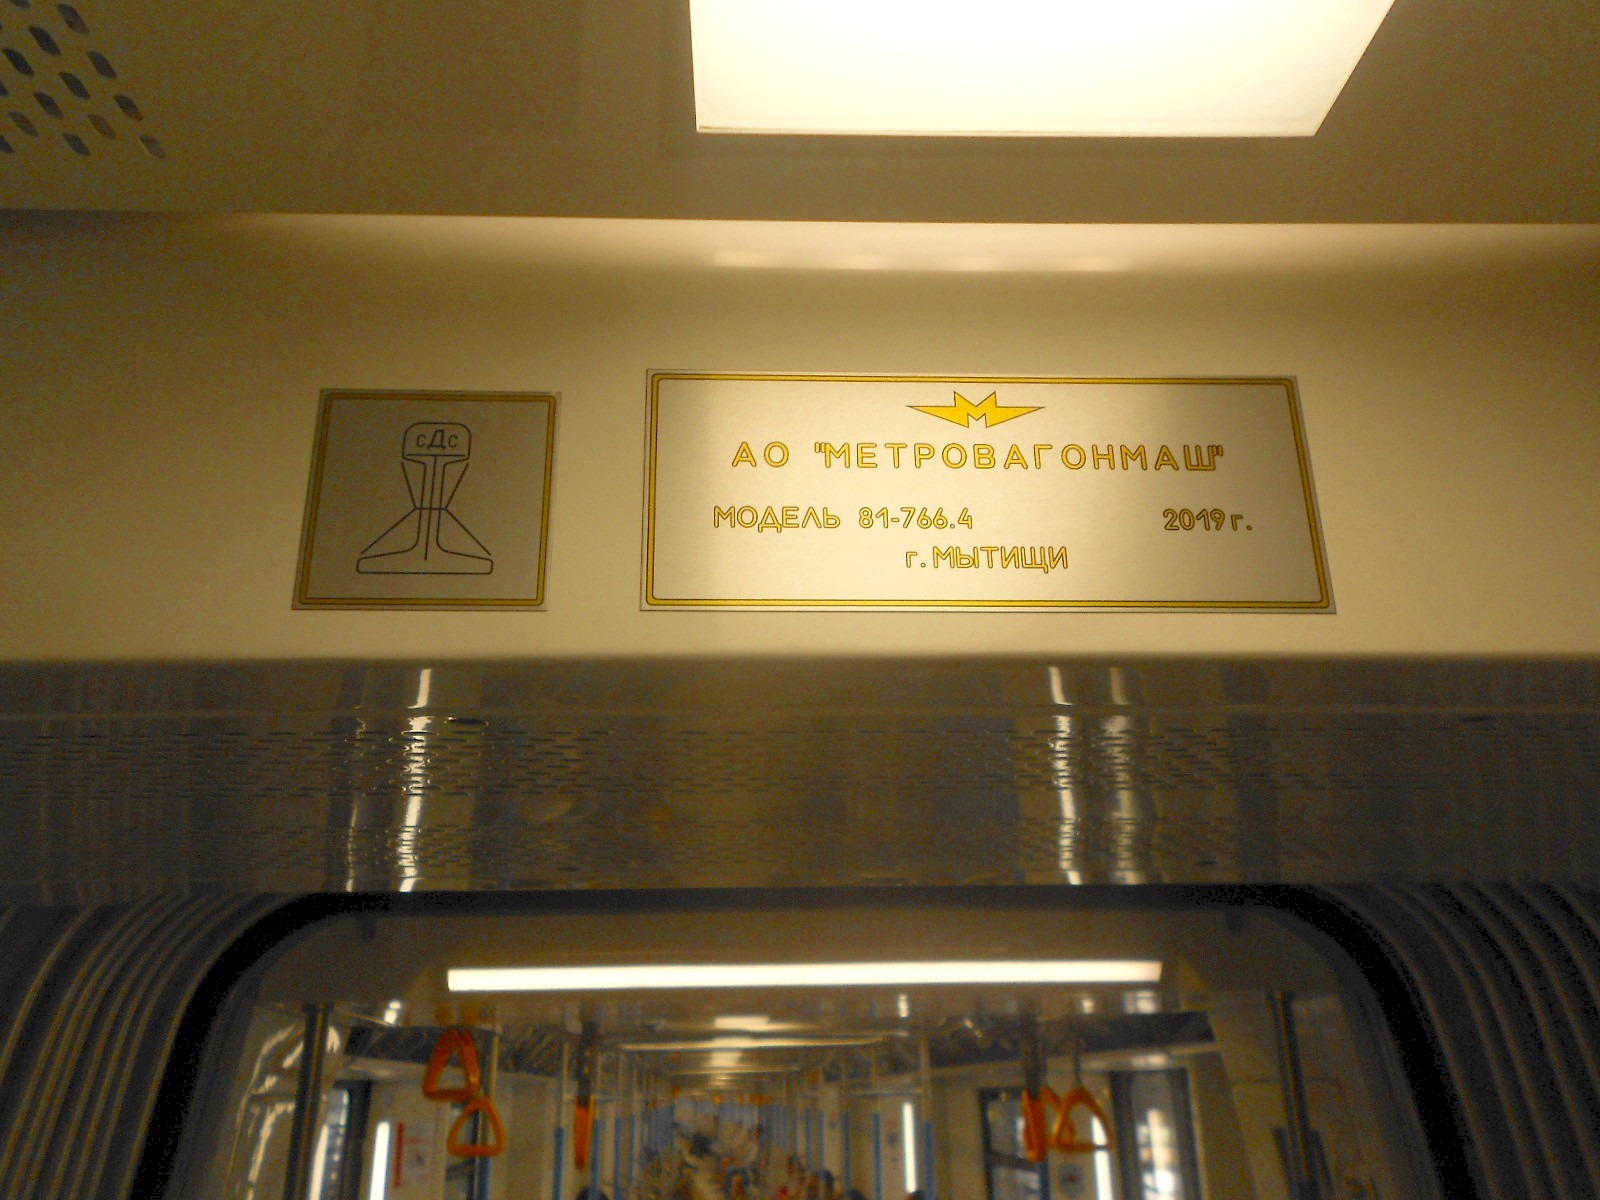 сДс
АО "МЕТРОВАГОНМАШ"
МОДЕЛЬ 81-766.4 2019 г.
г. МЫТИЩИ